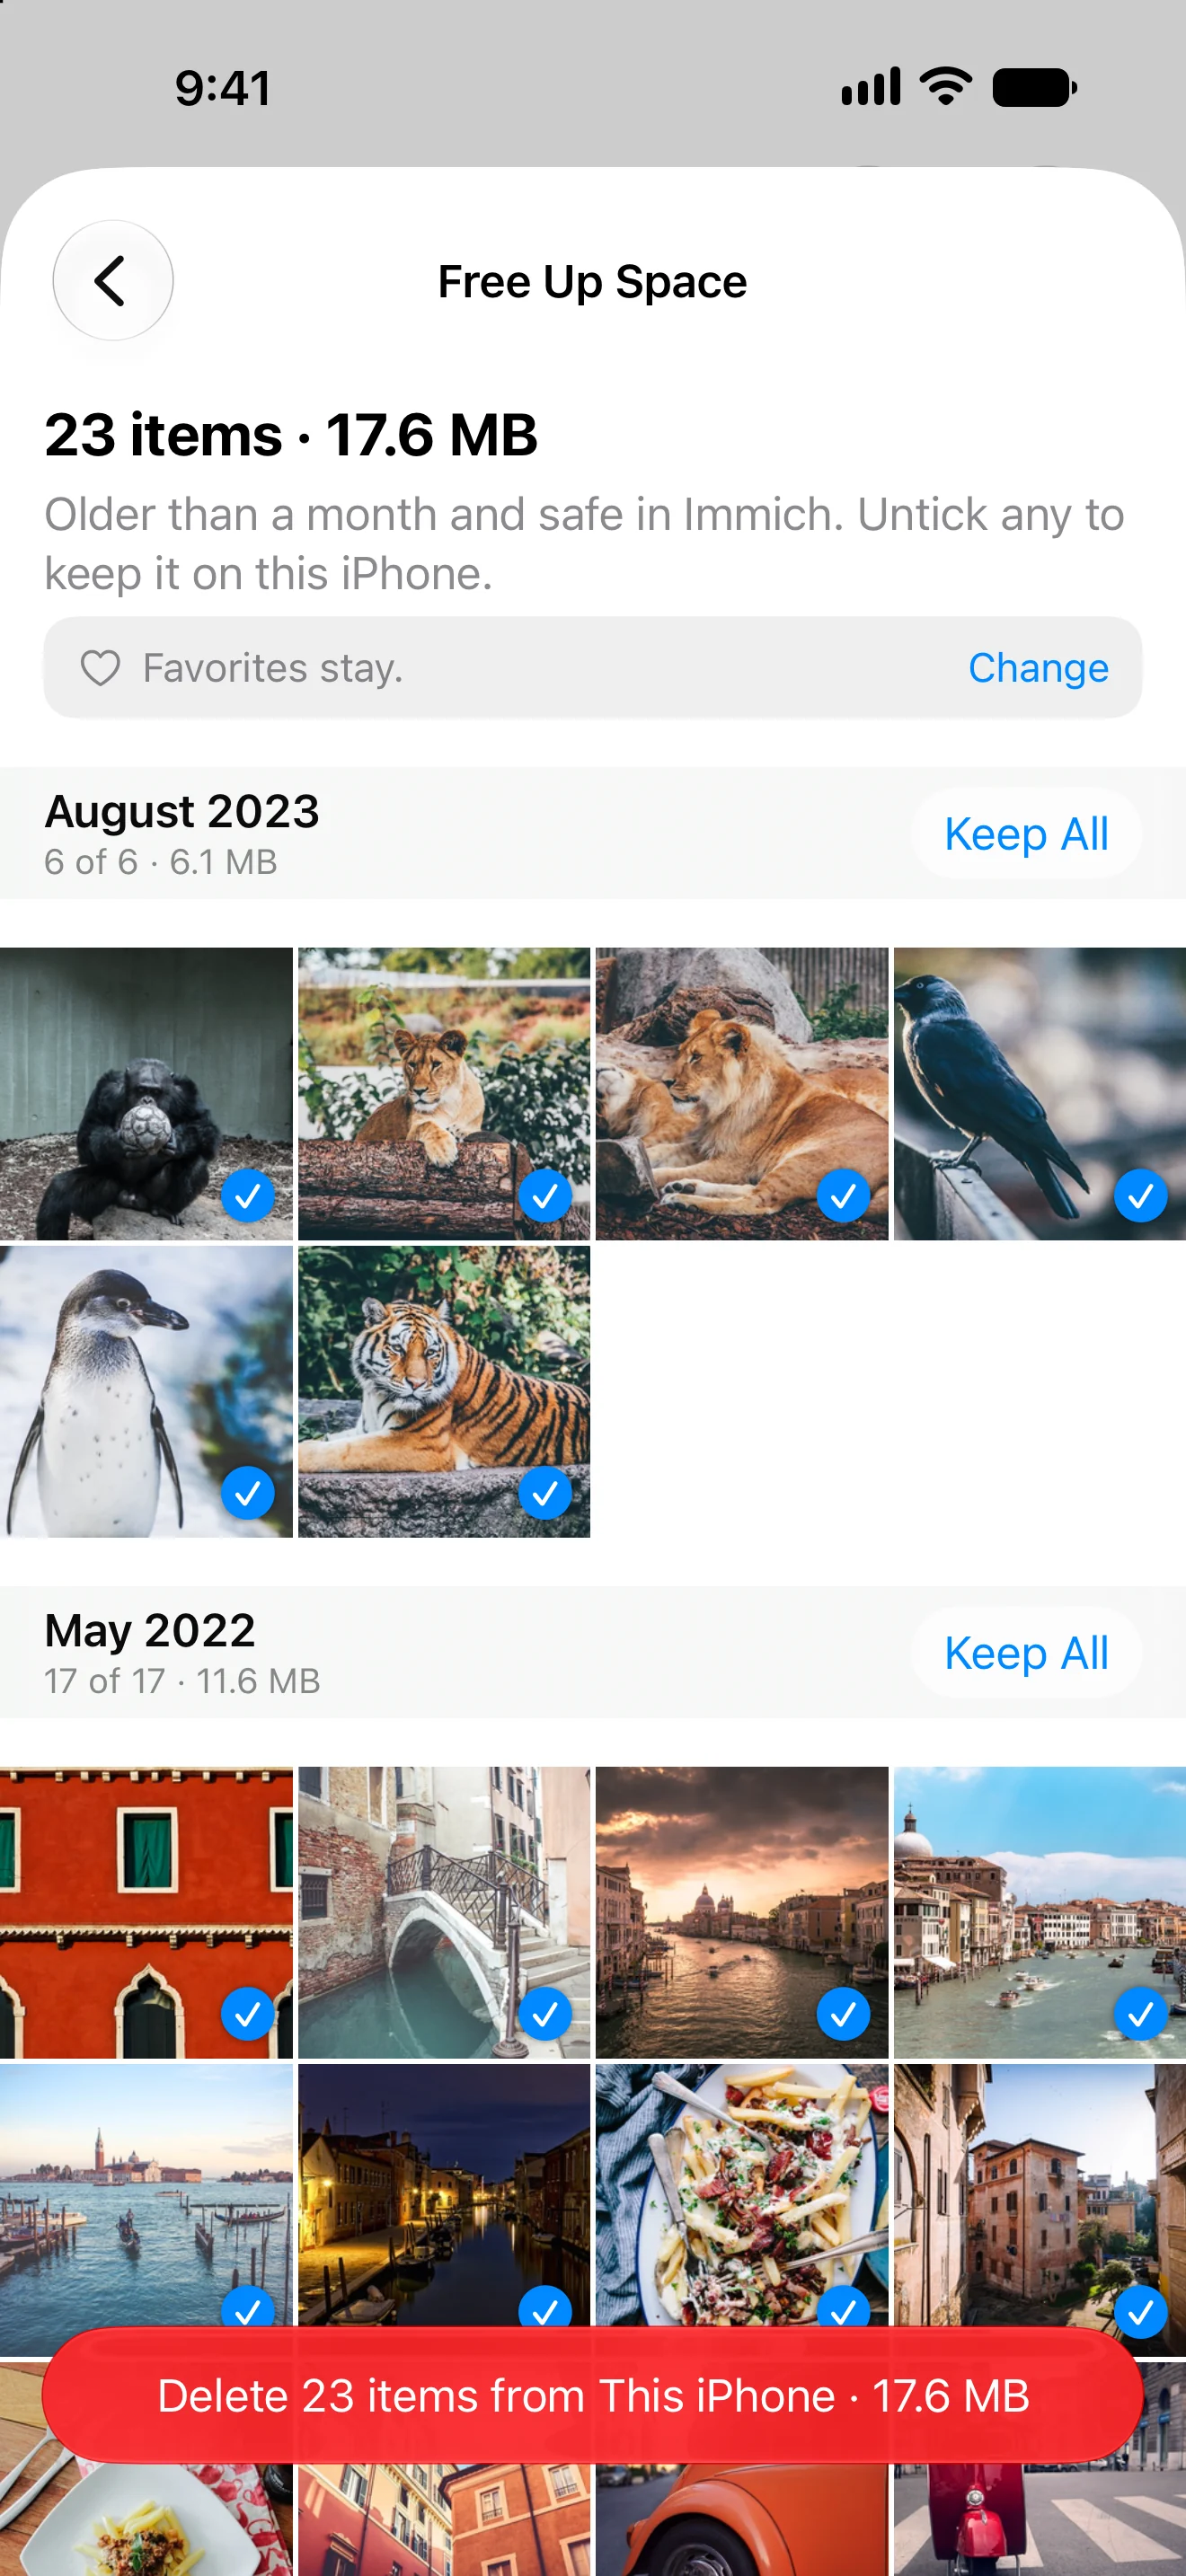 9:41
Free Up Space
23 items · 17.6 MB
Older than a month and safe in Immich. Untick any to
keep it on this iPhone.
Favorites stay.
Change
August 2023
6 of 6 · 6.1 MB
Keep All
May 2022
17 of 17 · 11.6 MB
Keep All
Delete 23 items from This iPhone · 17.6 MB